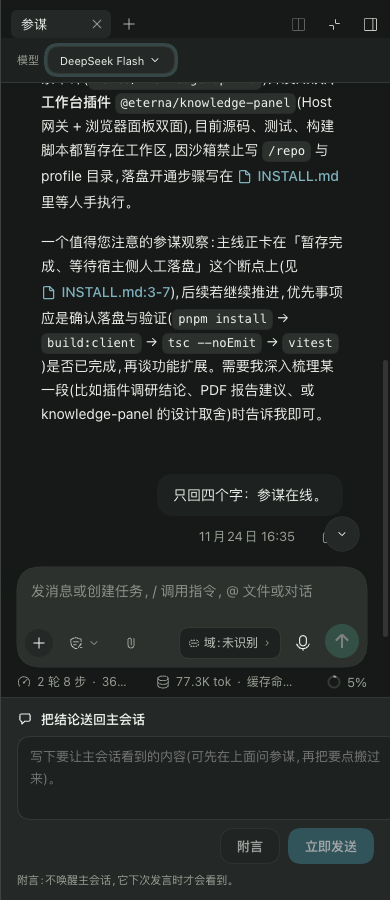 参谋
模型 DeepSeek Flash
工作台插件 @eterna/knowledge-panel (Host
网关 + 浏览器面板双面),目前源码、测试、构建
脚本都暂存在工作区,因沙箱禁止写 /repo 与
profile 目录,落盘开通步骤写在 INSTALL.md
里等人手执行。
一个值得您注意的参谋观察:主线正卡在「暂存完
成、等待宿主侧人工落盘」这个断点上(见
INSTALL.md:3-7),后续若继续推进,优先事项
应是确认落盘与验证(pnpm install →
build:client → tsc --noEmit → vitest
)是否已完成,再谈功能扩展。需要我深入梳理某
一段(比如插件调研结论、PDF 报告建议、或
knowledge-panel 的设计取舍)时告诉我即可。
只回四个字:参谋在线。
11月24日 16:35
发消息或创建任务, / 调用指令, @ 文件或对话
域:未识别
2 轮 8 步 · 36... 77.3K tok · 缓存命... 5%
把结论送回主会话
写下要让主会话看到的内容(可先在上面问参谋,再把要点搬过
来)。
附言 立即发送
附言:不唤醒主会话,它下次发言时才会看到。